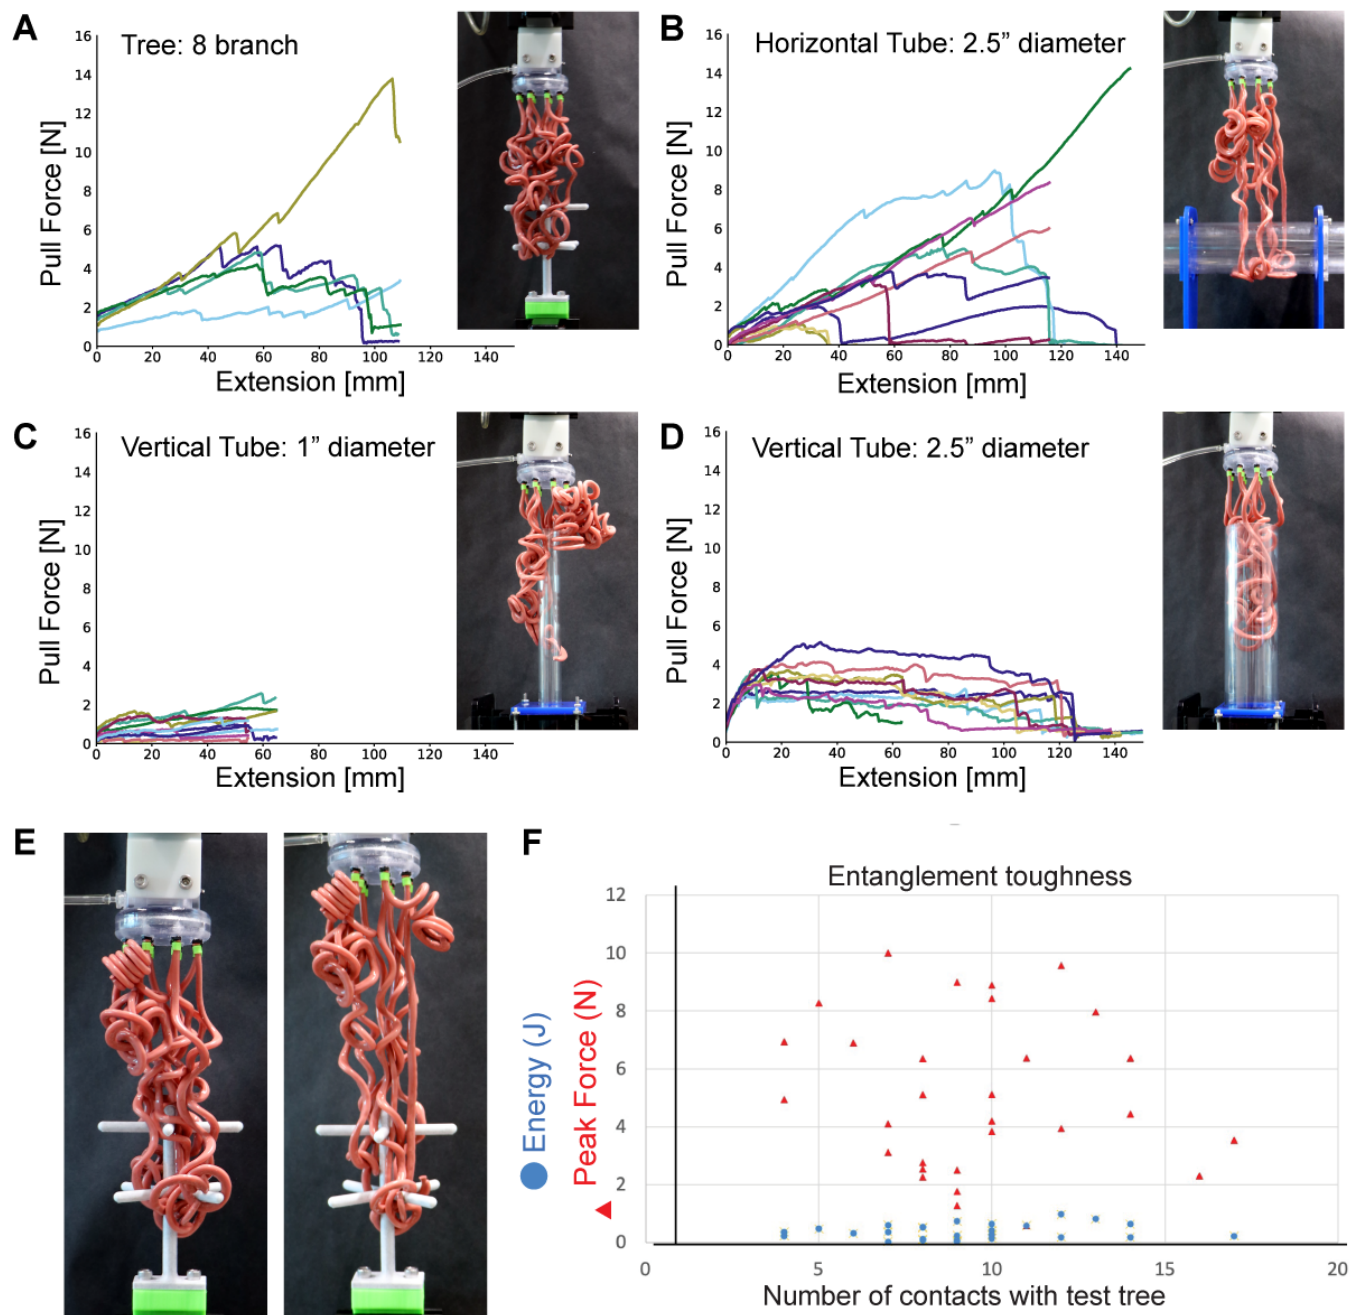 A
Tree: 8 branch
16
14
12
10
8
6
4
2
0
Pull Force [N]
0 20 40 60 80 100 120 140
Extension [mm]
B
Horizontal Tube: 2.5” diameter
16
14
12
10
8
6
4
2
0
Pull Force [N]
0 20 40 60 80 100 120 140
Extension [mm]
C
Vertical Tube: 1” diameter
16
14
12
10
8
6
4
2
0
Pull Force [N]
0 20 40 60 80 100 120 140
Extension [mm]
D
Vertical Tube: 2.5” diameter
16
14
12
10
8
6
4
2
0
Pull Force [N]
0 20 40 60 80 100 120 140
Extension [mm]
E
F
Entanglement toughness
12
10
8
6
4
2
0
Energy (J)
Peak Force (N)
0 5 10 15 20
Number of contacts with test tree